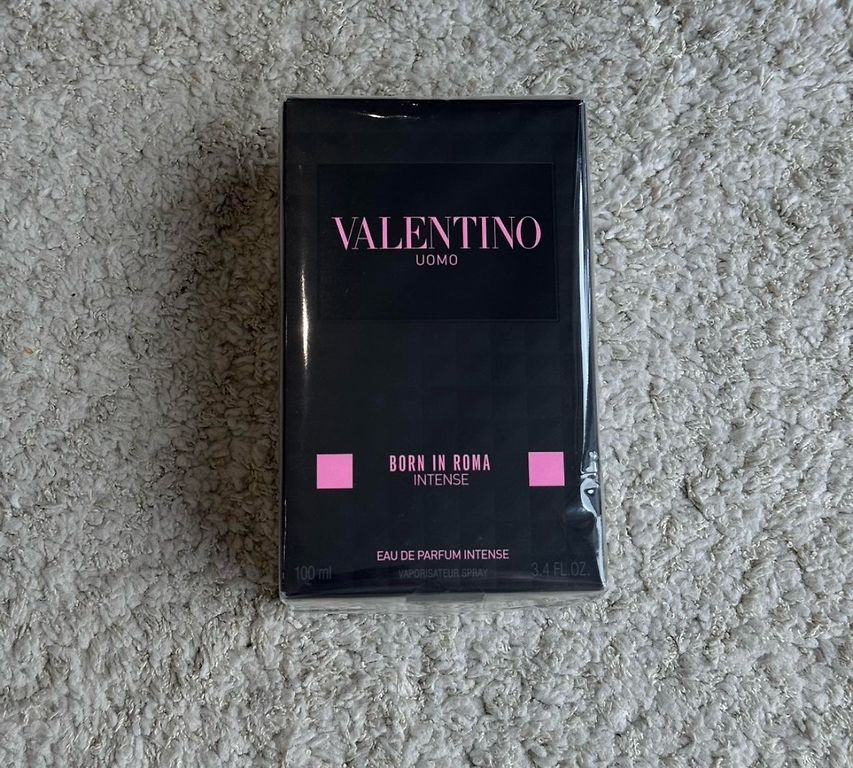 VALENTINO
UOMO
BORN IN ROMA
INTENSE
EAU DE PARFUM INTENSE
100 ml VAPORISATEUR SPRAY 3.4 FL.OZ.